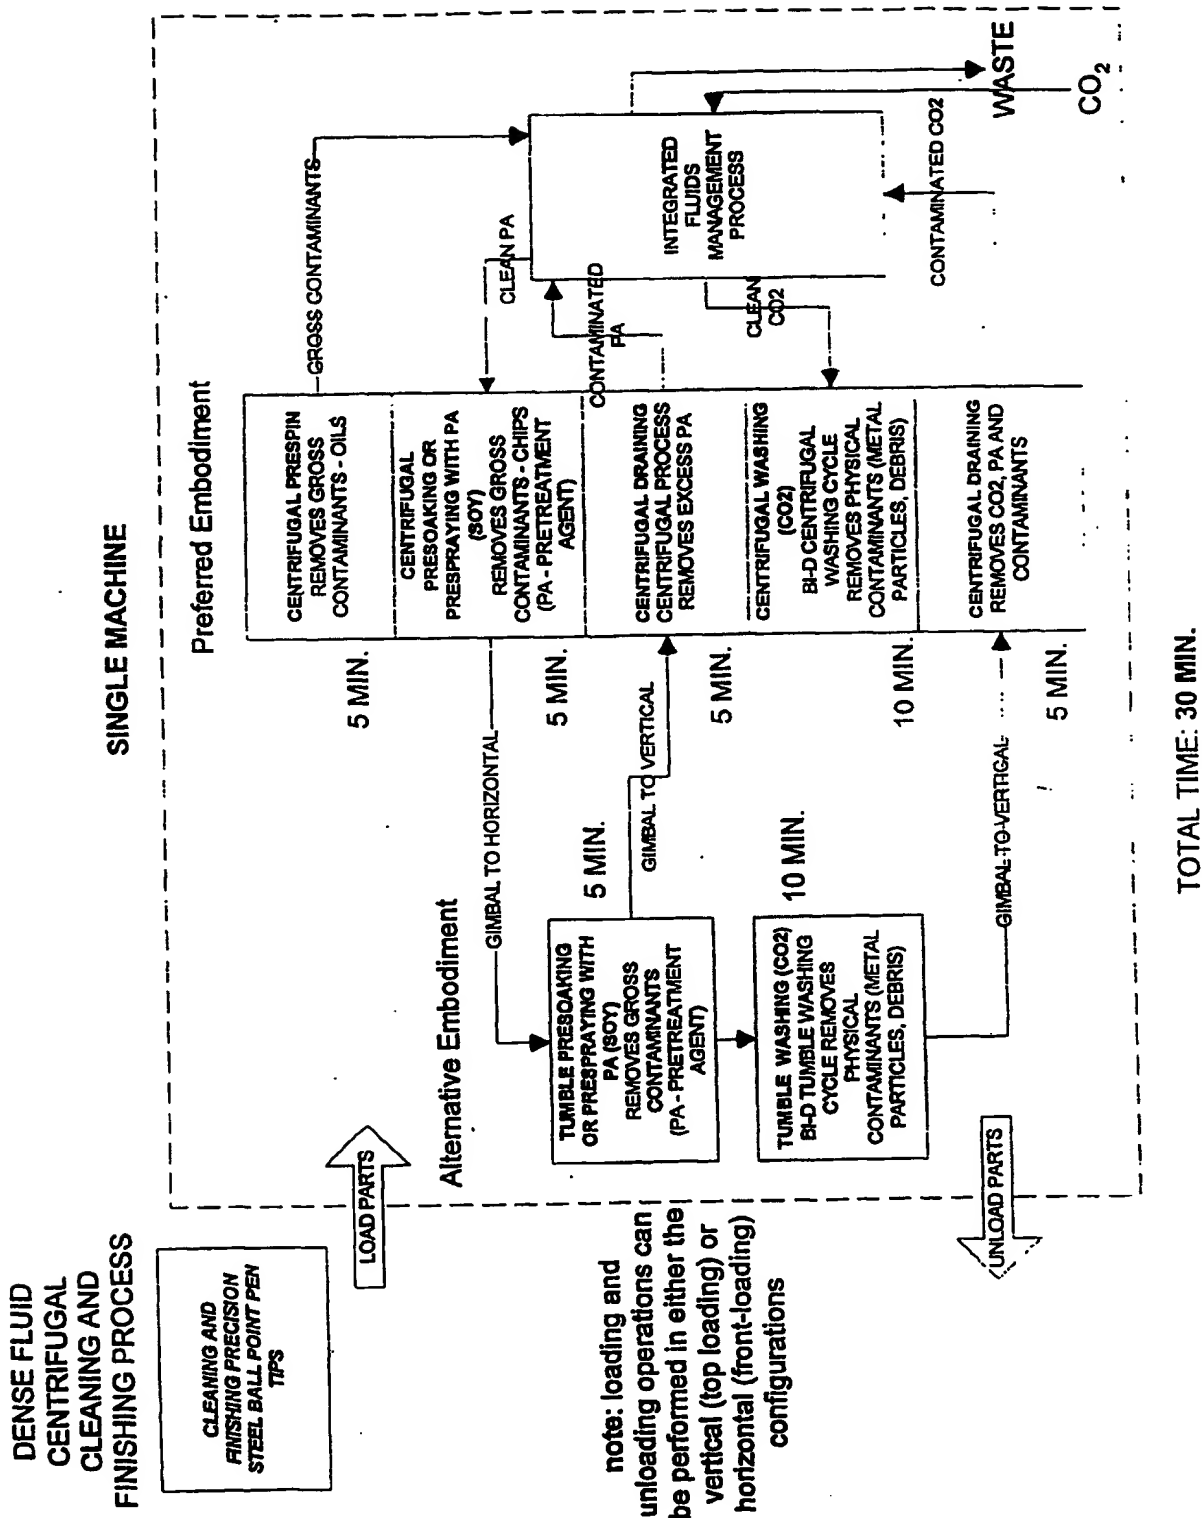 DENSE FLUID
CENTRIFUGAL
CLEANING AND
FINISHING PROCESS
CLEANING AND
FINISHING PRECISION
STEEL BALL POINT PEN
TIPS
LOAD PARTS
note: loading and
unloading operations can
be performed in either the
vertical (top loading) or
horizontal (front-loading)
configurations
UNLOAD PARTS
SINGLE MACHINE
Alternative Embodiment
TUMBLE PRESOAKING
OR PRESPRAYING WITH
PA (SOY)
REMOVES GROSS
CONTAMINANTS
(PA - PRETREATMENT
AGENT)
5 MIN.
TUMBLE WASHING (CO2)
BI-D TUMBLE WASHING
CYCLE REMOVES
PHYSICAL
CONTAMINANTS (METAL
PARTICLES, DEBRIS)
10 MIN.
GIMBAL TO HORIZONTAL
GIMBAL TO VERTICAL
GIMBAL-TO-VERTICAL
Preferred Embodiment
CENTRIFUGAL PRESPIN
REMOVES GROSS
CONTAMINANTS - OILS
5 MIN.
CENTRIFUGAL
PRESOAKING OR
PRESPRAYING WITH PA
(SOY)
REMOVES GROSS
CONTAMINANTS - CHIPS
(PA - PRETREATMENT
AGENT)
5 MIN.
CENTRIFUGAL DRAINING
CENTRIFUGAL PROCESS
REMOVES EXCESS PA
5 MIN.
CENTRIFUGAL WASHING
(CO2)
BI-D CENTRIFUGAL
WASHING CYCLE
REMOVES PHYSICAL
CONTAMINANTS (METAL
PARTICLES, DEBRIS)
10 MIN.
CENTRIFUGAL DRAINING
REMOVES CO2, PA AND
CONTAMINANTS
5 MIN.
GROSS CONTAMINANTS
CLEAN PA
CONTAMINATED
PA
CLEAN
CO2
INTEGRATED
FLUIDS
MANAGEMENT
PROCESS
CONTAMINATED CO2
WASTE
CO₂
TOTAL TIME: 30 MIN.